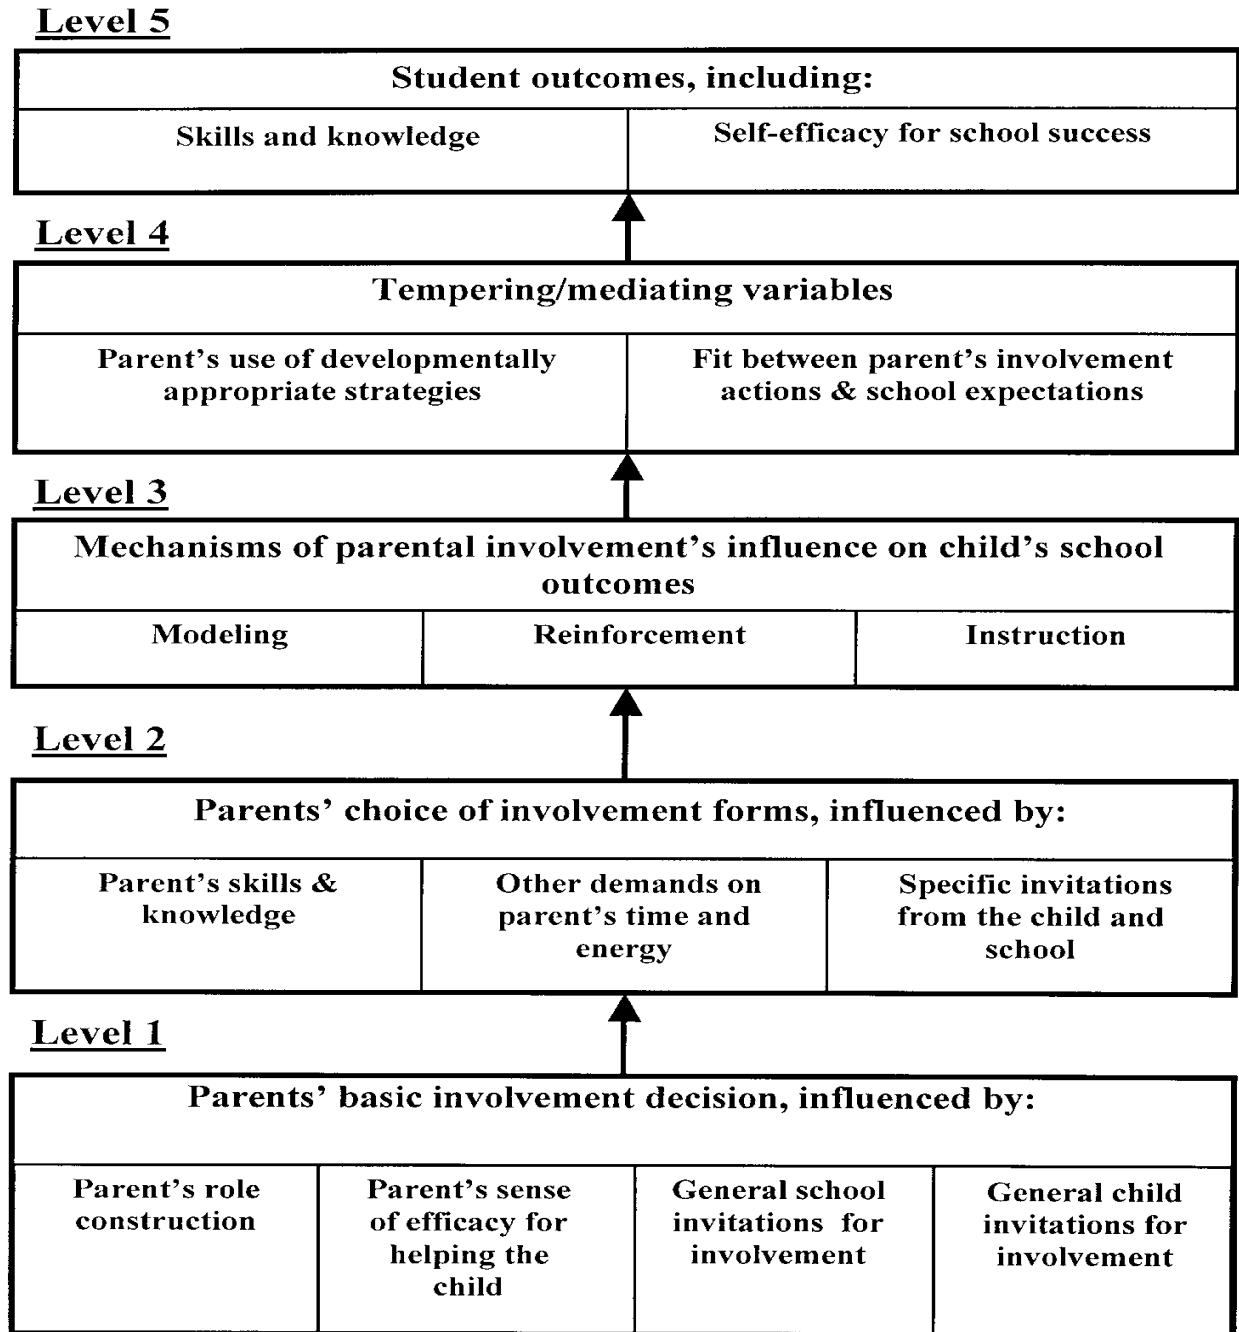 Level 5
Student outcomes, including:
Skills and knowledge
Self-efficacy for school success
Level 4
Tempering/mediating variables
Parent's use of developmentally
appropriate strategies
Fit between parent's involvement
actions & school expectations
Level 3
Mechanisms of parental involvement's influence on child's school
outcomes
Modeling
Reinforcement
Instruction
Level 2
Parents' choice of involvement forms, influenced by:
Parent's skills &
knowledge
Other demands on
parent's time and
energy
Specific invitations
from the child and
school
Level 1
Parents' basic involvement decision, influenced by:
Parent's role
construction
Parent's sense
of efficacy for
helping the
child
General school
invitations for
involvement
General child
invitations for
involvement